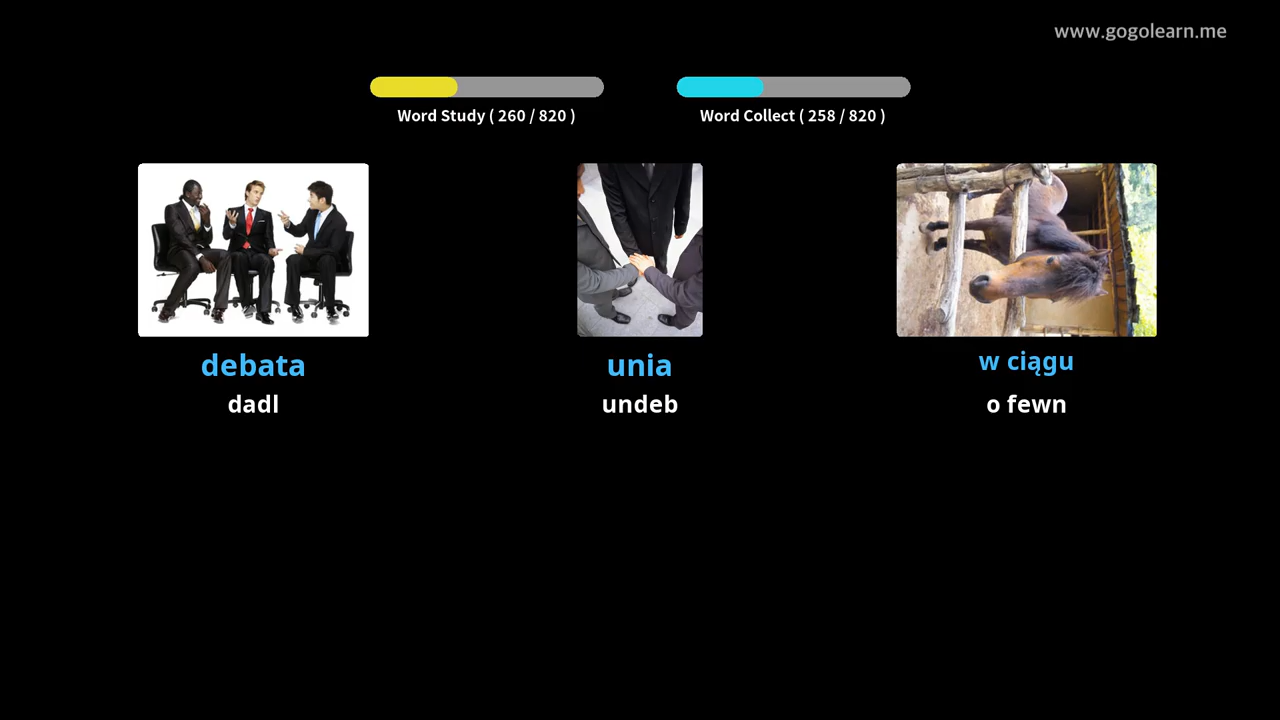 www.gogolearn.me
Word Study ( 260 / 820 )
Word Collect ( 258 / 820 )
debata
unia
w ciągu
dadl
undeb
o fewn